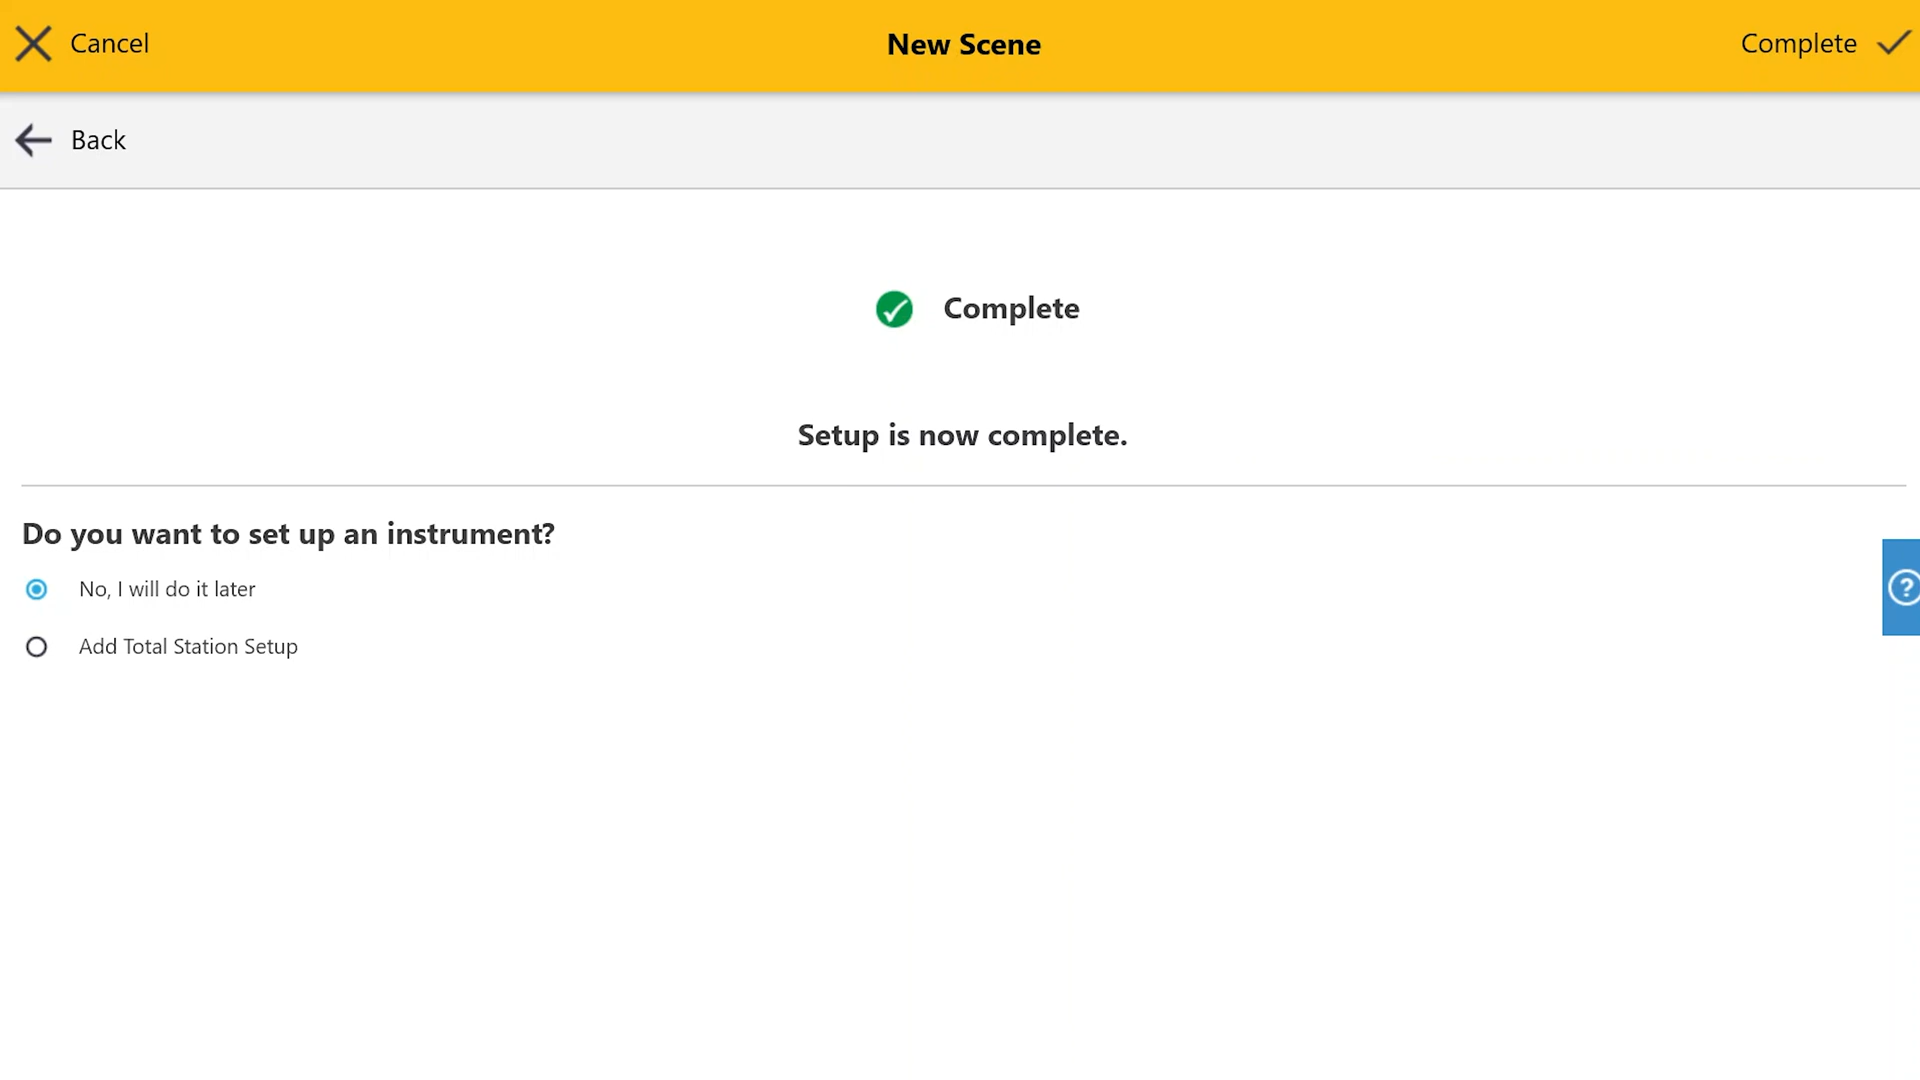 Cancel
New Scene
Complete
Back
Complete
Setup is now complete.
Do you want to set up an instrument?
No, I will do it later
Add Total Station Setup
?